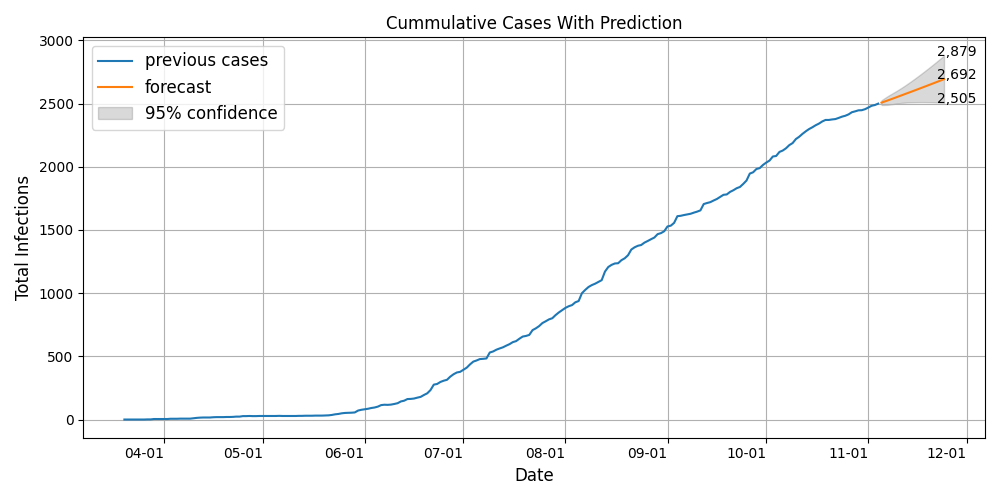 Cummulative Cases With Prediction
previous cases
forecast
95% confidence
2,879
2,692
2,505
3000
2500
2000
1500
1000
500
0
Total Infections
04-01 05-01 06-01 07-01 08-01 09-01 10-01 11-01 12-01
Date